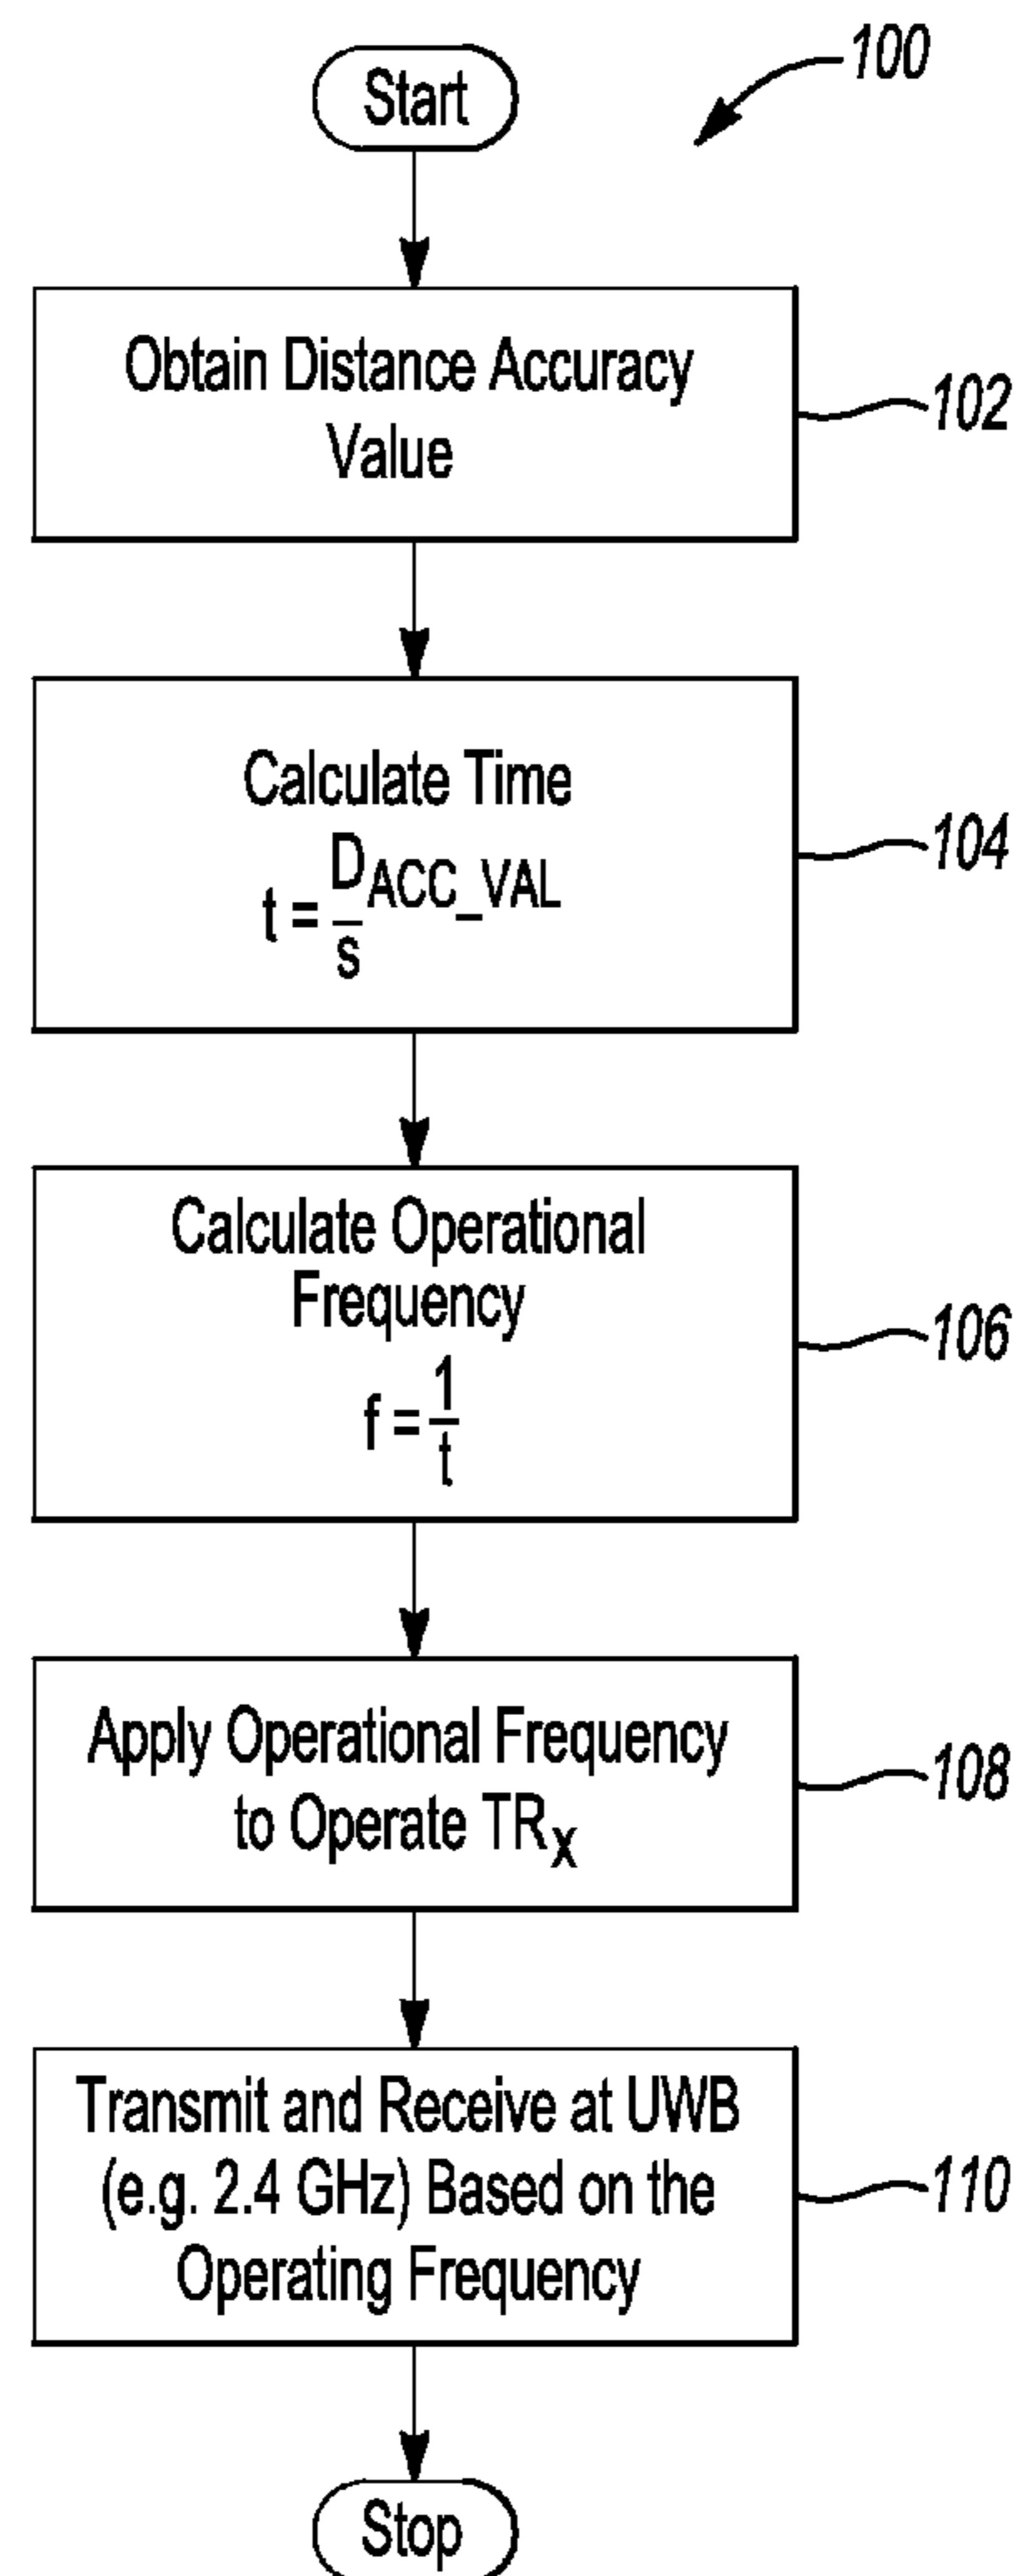 100
Start
Obtain Distance Accuracy
Value
102
Calculate Time
t = D_ACC_VAL / s
104
Calculate Operational
Frequency
f = 1 / t
106
Apply Operational Frequency
to Operate TRX
108
Transmit and Receive at UWB
(e.g. 2.4 GHz) Based on the
Operating Frequency
110
Stop